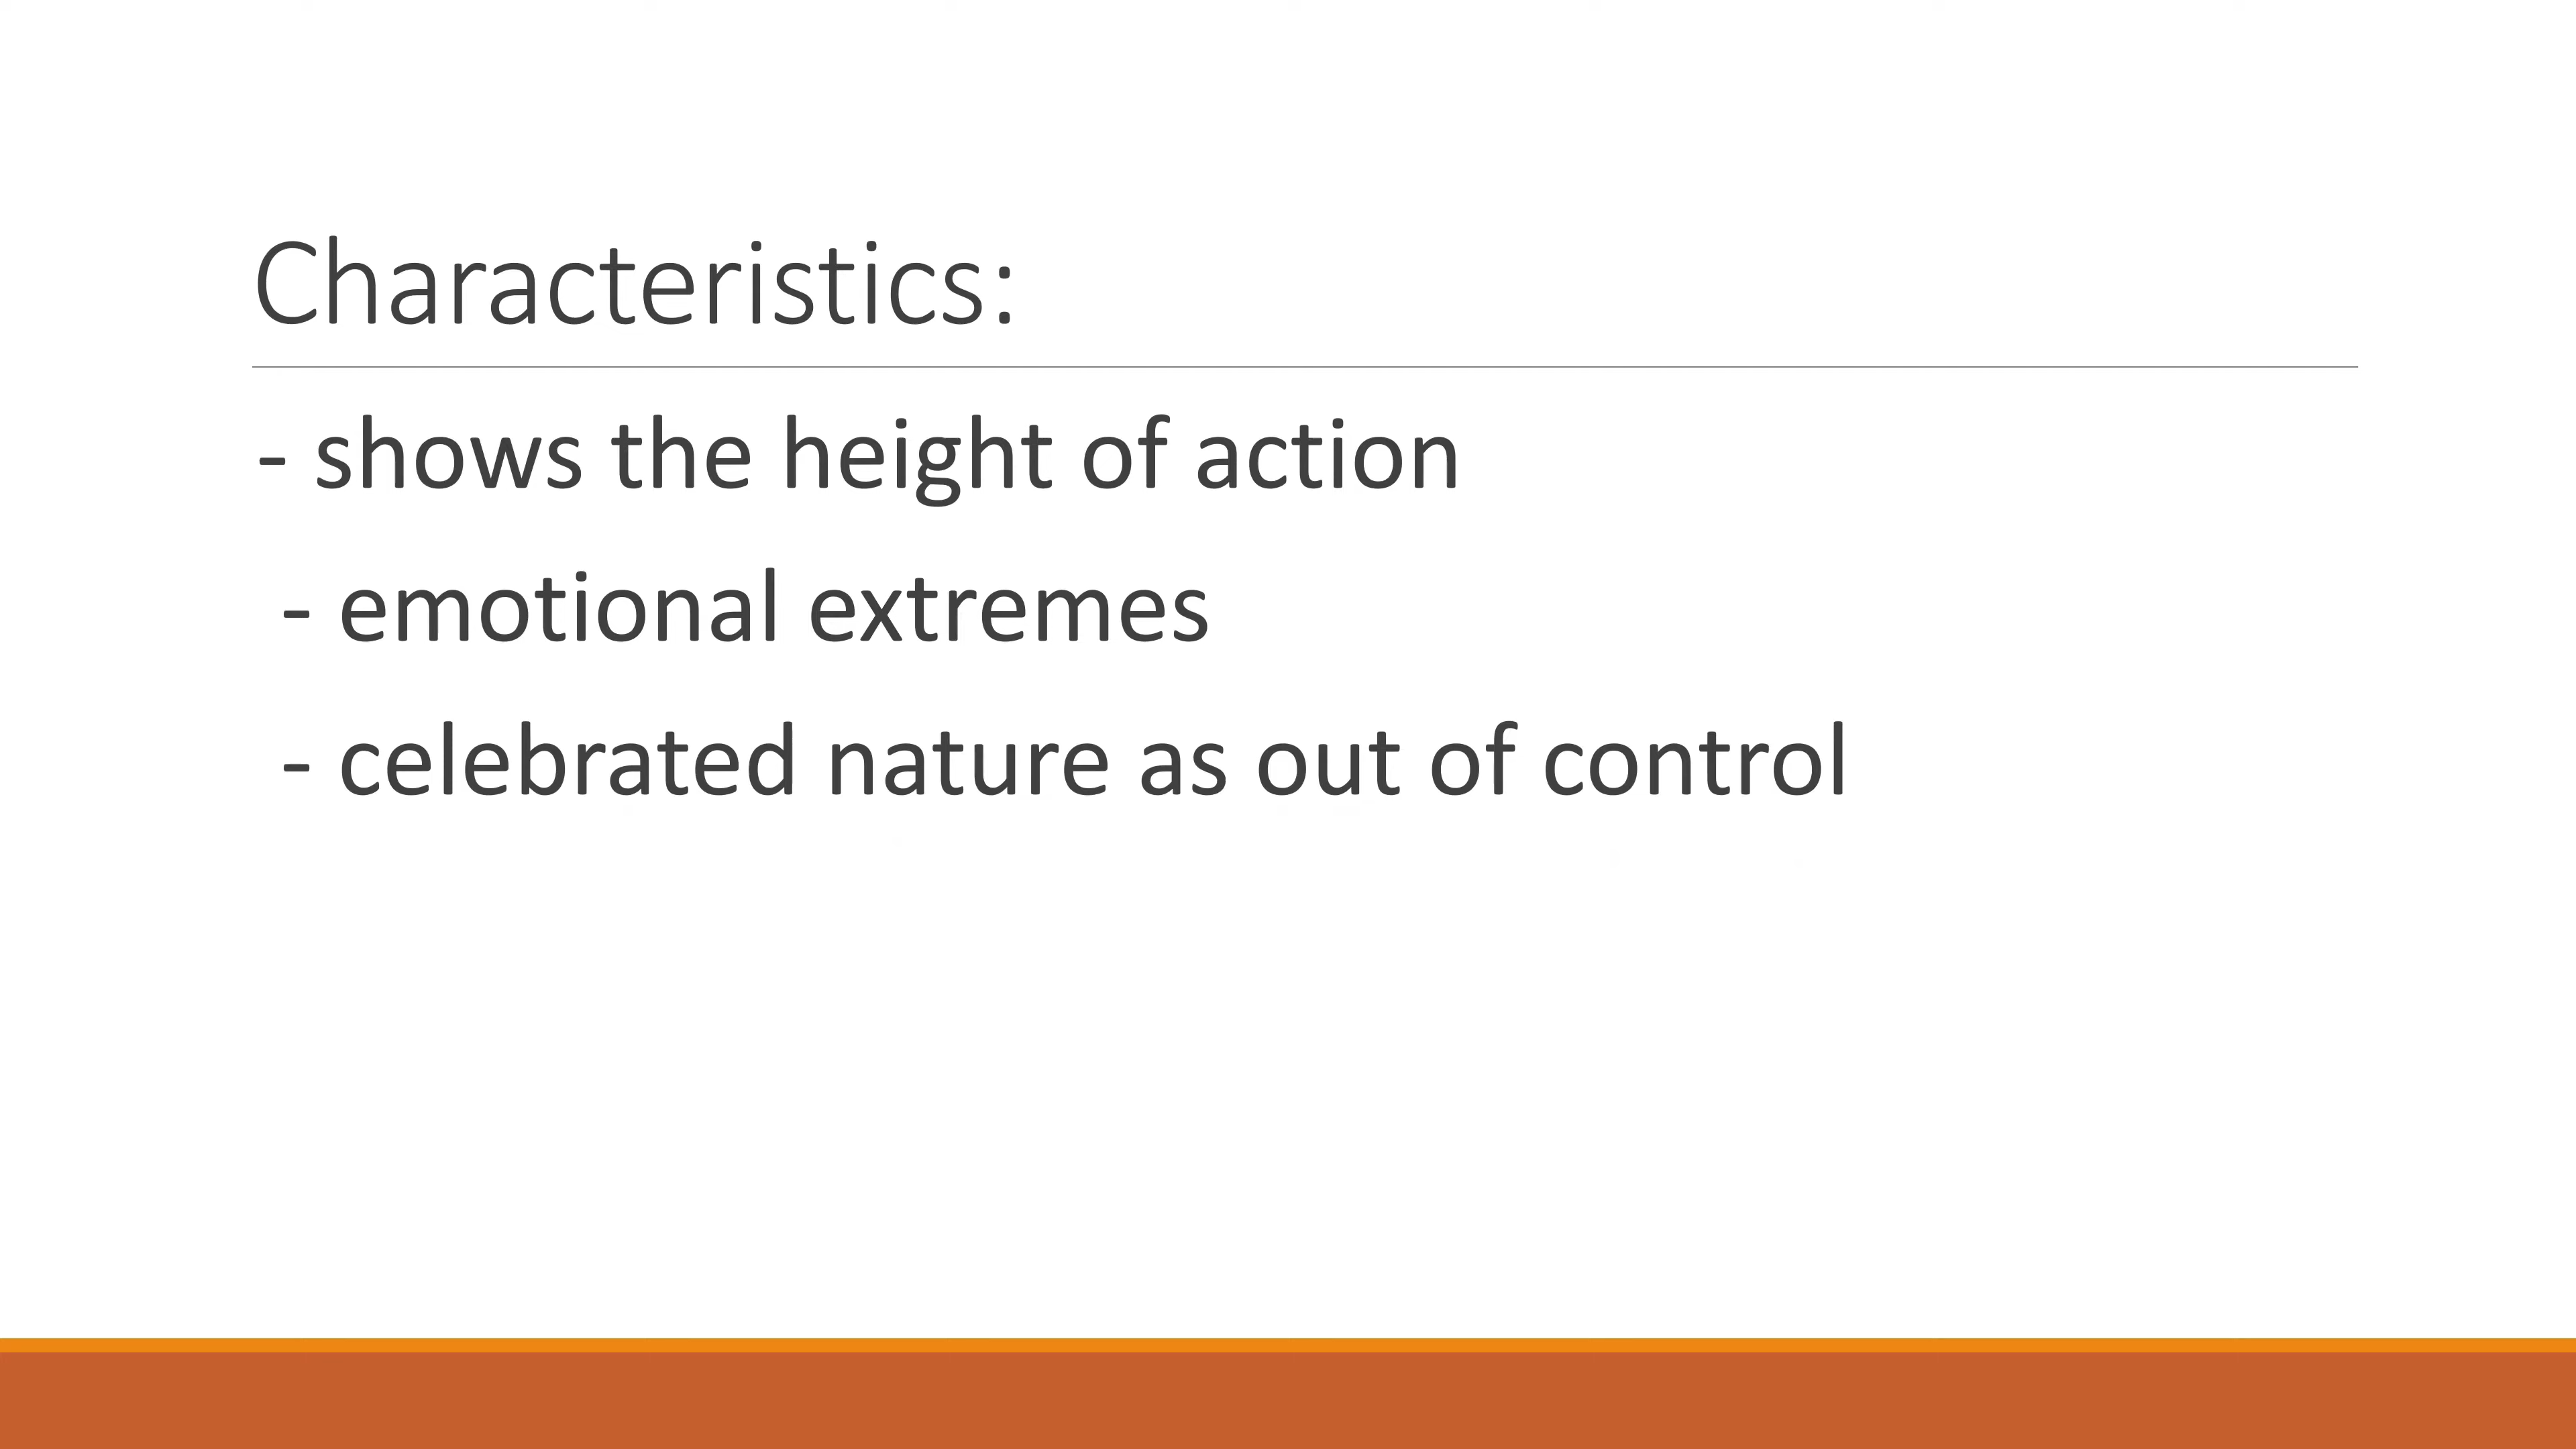 Characteristics:
- shows the height of action
- emotional extremes
- celebrated nature as out of control